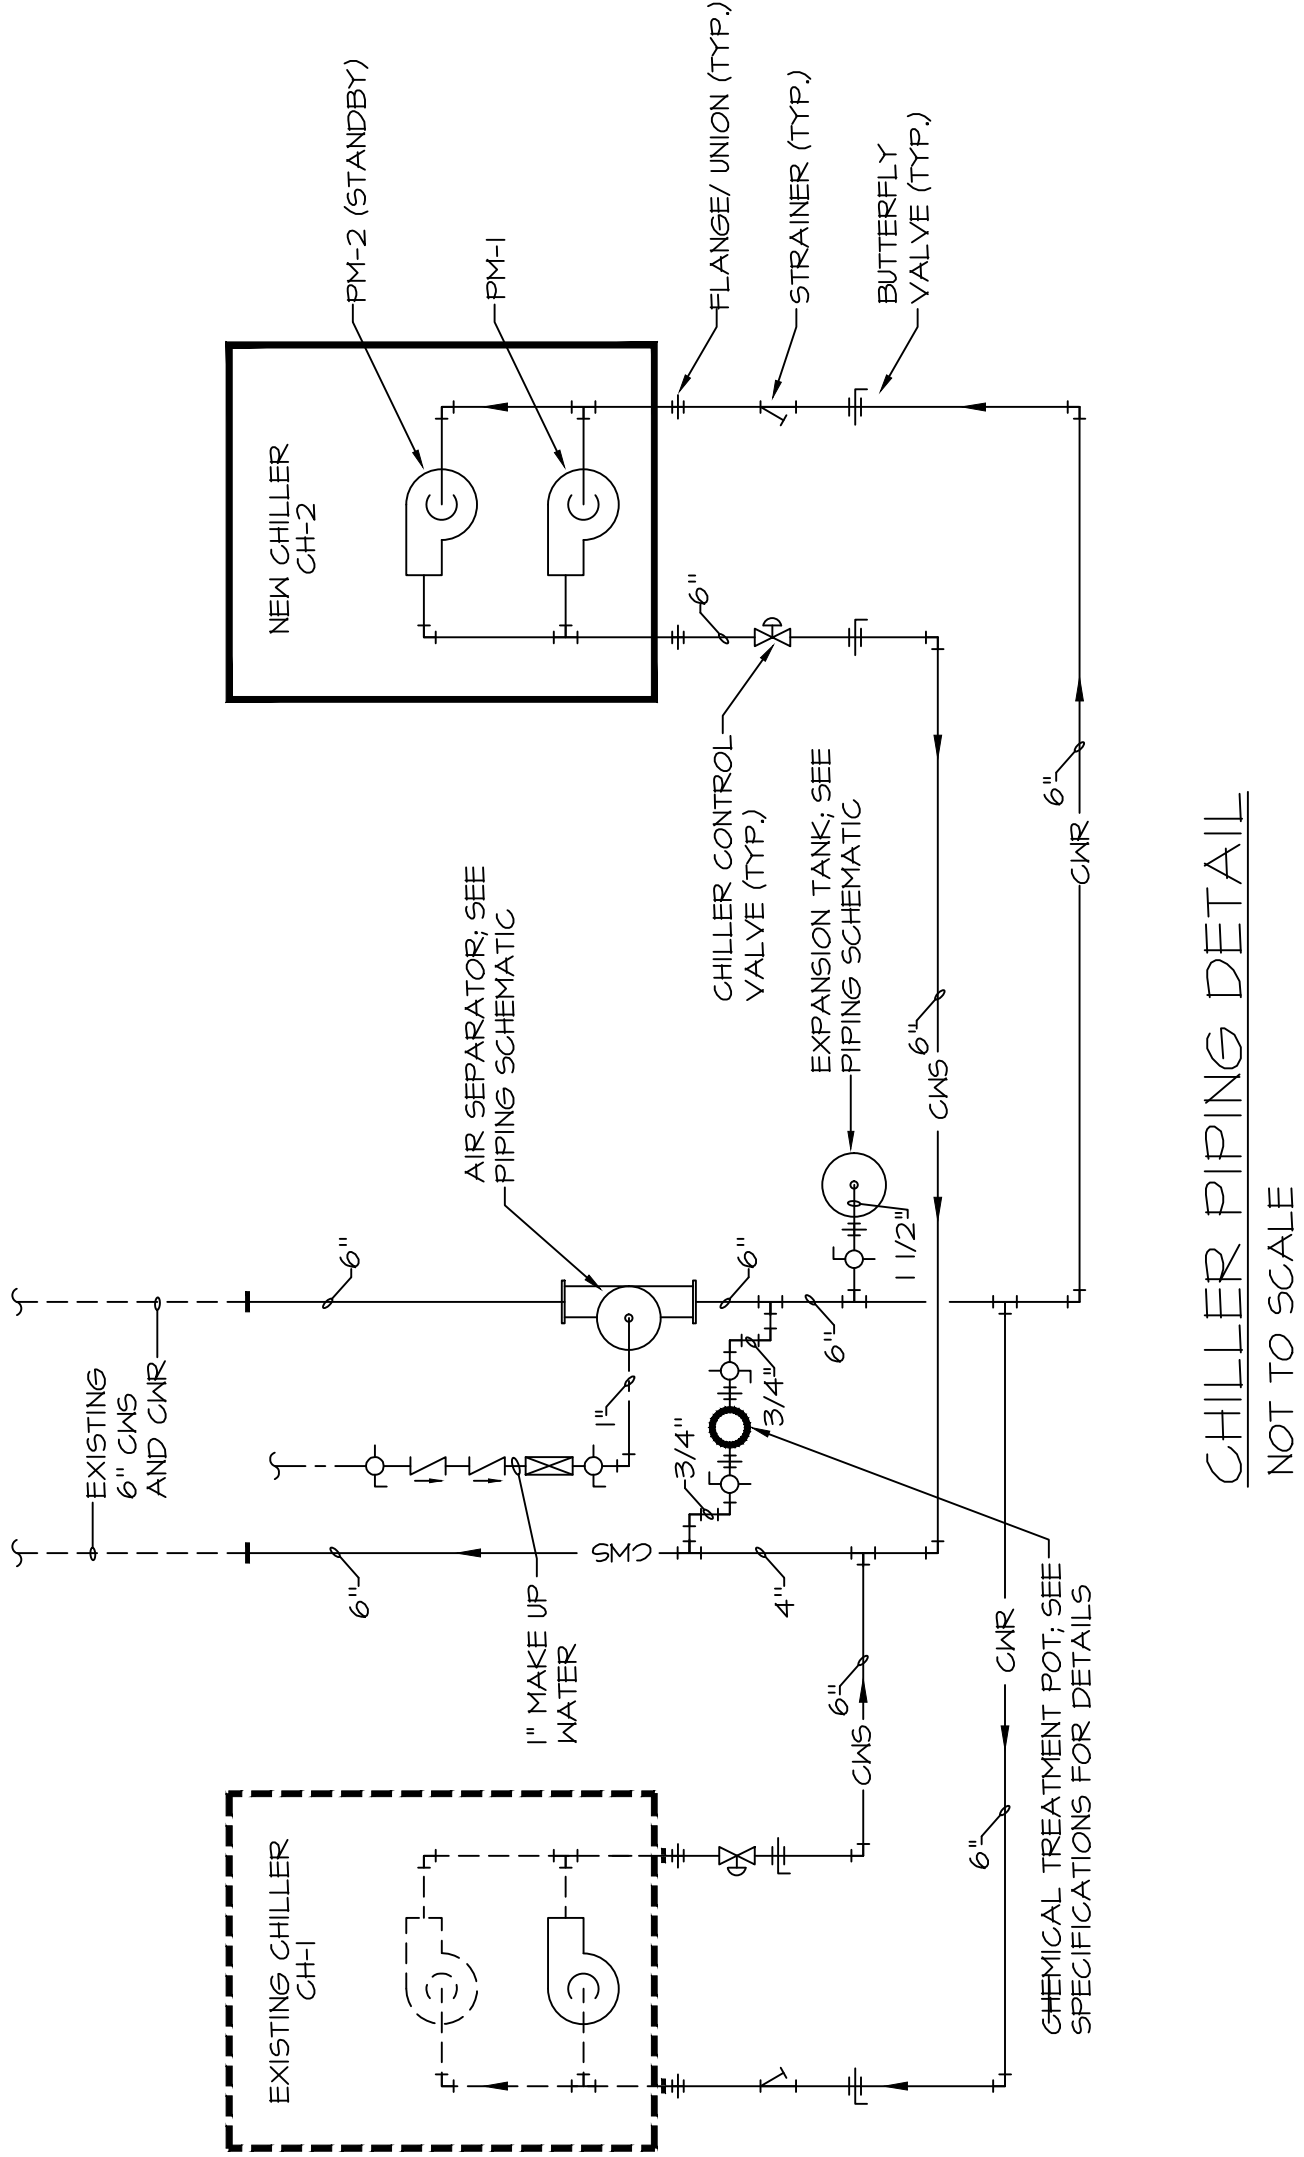 EXISTING CHILLER
CH-1
EXISTING
6" CWS
AND CWR
NEW CHILLER
CH-2
PM-2 (STANDBY)
PM-1
6"
6"
AIR SEPARATOR; SEE
PIPING SCHEMATIC
1" MAKE UP
WATER
1"
CWS
3/4"
3/4"
6"
6"
4"
6"
FLANGE/ UNION (TYP.)
STRAINER (TYP.)
BUTTERFLY
VALVE (TYP.)
CHILLER CONTROL
VALVE (TYP.)
EXPANSION TANK; SEE
PIPING SCHEMATIC
1 1/2"
6"
CWS
6"
CWS
6"
CWR
6"
CWR
CHEMICAL TREATMENT POT; SEE
SPECIFICATIONS FOR DETAILS
6"
CHILLER PIPING DETAIL
NOT TO SCALE